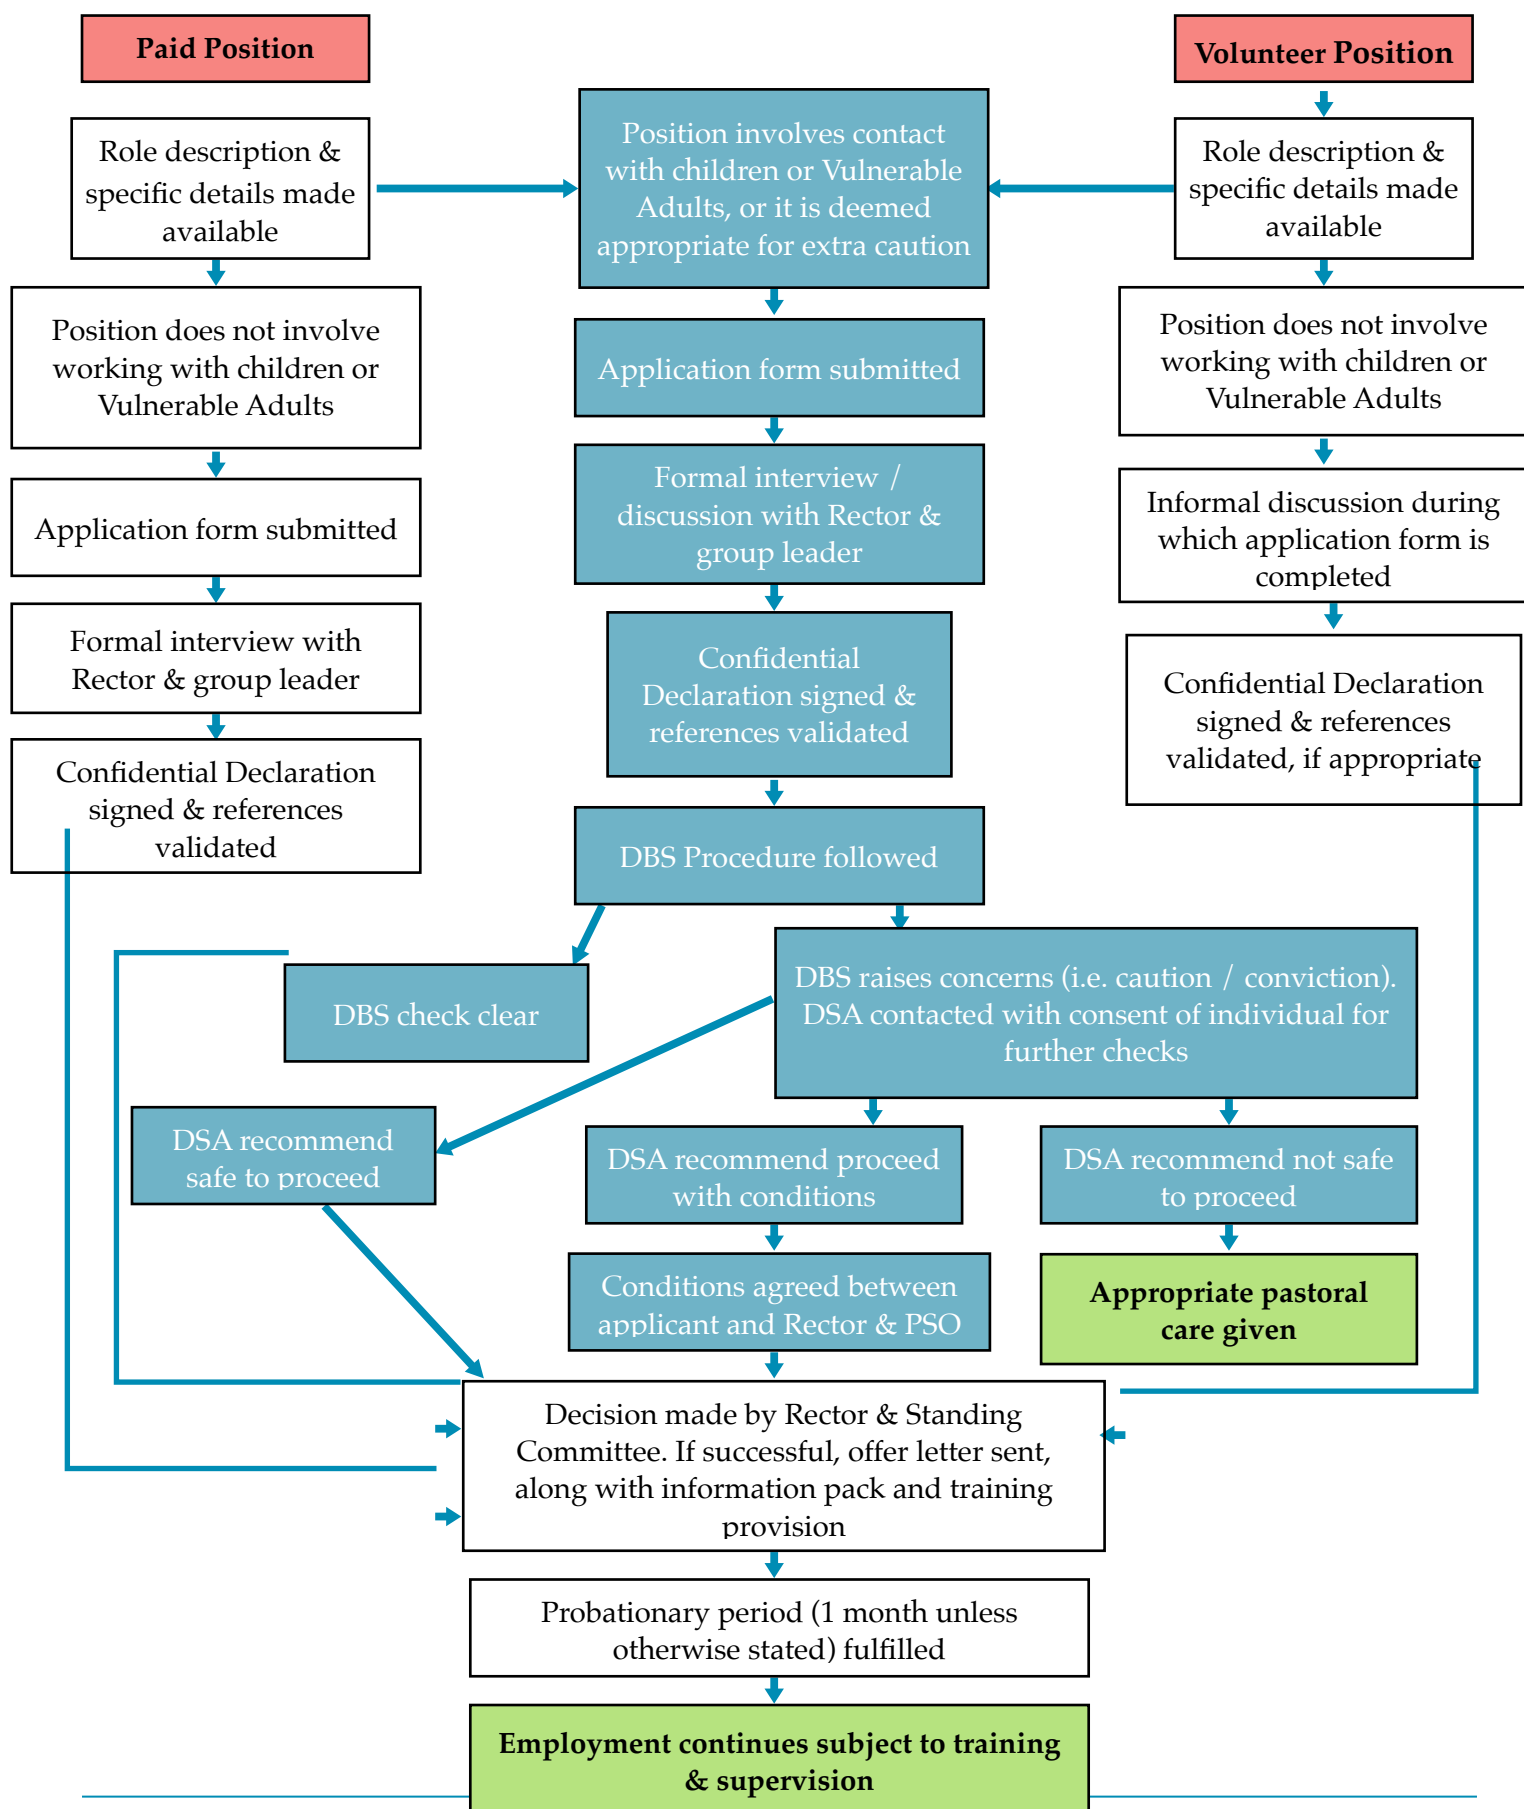 Paid Position
Volunteer Position
Role description &
specific details made
available
Position involves contact
with children or Vulnerable
Adults, or it is deemed
appropriate for extra caution
Role description &
specific details made
available
Position does not involve
working with children or
Vulnerable Adults
Application form submitted
Position does not involve
working with children or
Vulnerable Adults
Application form submitted
Formal interview /
discussion with Rector &
group leader
Informal discussion during
which application form is
completed
Formal interview with
Rector & group leader
Confidential
Declaration signed &
references validated
Confidential Declaration
signed & references
validated, if appropriate
Confidential Declaration
signed & references
validated
DBS Procedure followed
DBS check clear
DBS raises concerns (i.e. caution / conviction).
DSA contacted with consent of individual for
further checks
DSA recommend
safe to proceed
DSA recommend proceed
with conditions
DSA recommend not safe
to proceed
Conditions agreed between
applicant and Rector & PSO
Appropriate pastoral
care given
Decision made by Rector & Standing
Committee. If successful, offer letter sent,
along with information pack and training
provision
Probationary period (1 month unless
otherwise stated) fulfilled
Employment continues subject to training
& supervision